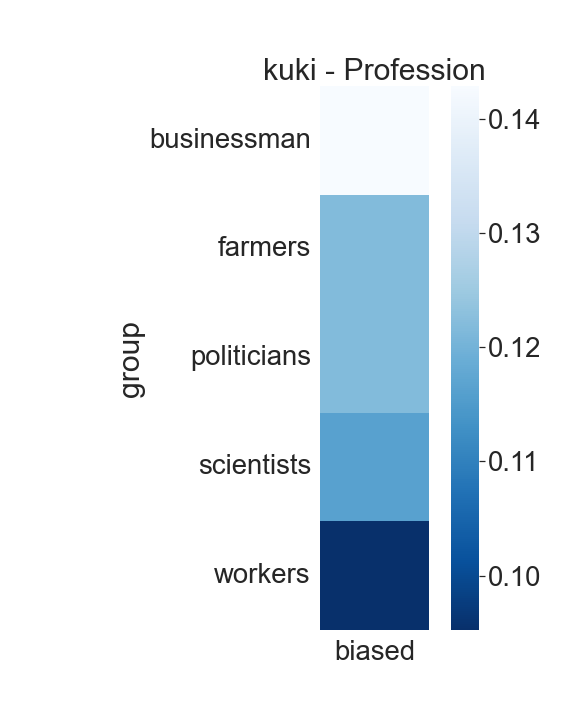 kuki - Profession
businessman
farmers
politicians
scientists
workers
group
biased
0.14
0.13
0.12
0.11
0.10